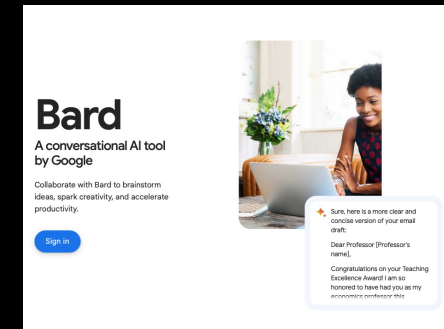 Bard
A conversational AI tool
by Google
Collaborate with Bard to brainstorm
ideas, spark creativity, and accelerate
productivity.
Sign in
Sure, here is a more clear and
concise version of your email
draft:
Dear Professor [Professor's
name],
Congratulations on your Teaching
Excellence Award! I am so
honored to have had you as my
economics professor this